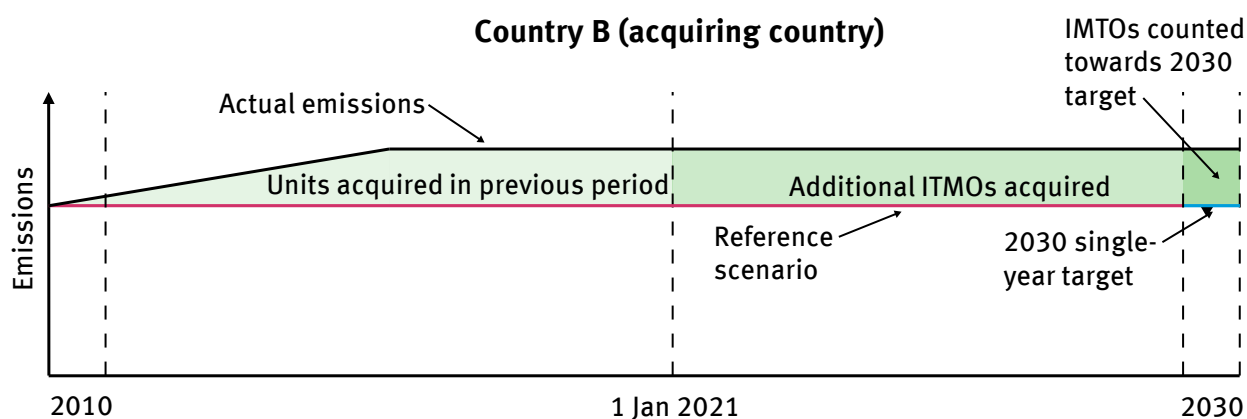 Country B (acquiring country)
IMTOs counted
towards 2030
target
Actual emissions
Emissions
Units acquired in previous period
Additional ITMOs acquired
Reference
scenario
2030 single-
year target
2010
1 Jan 2021
2030